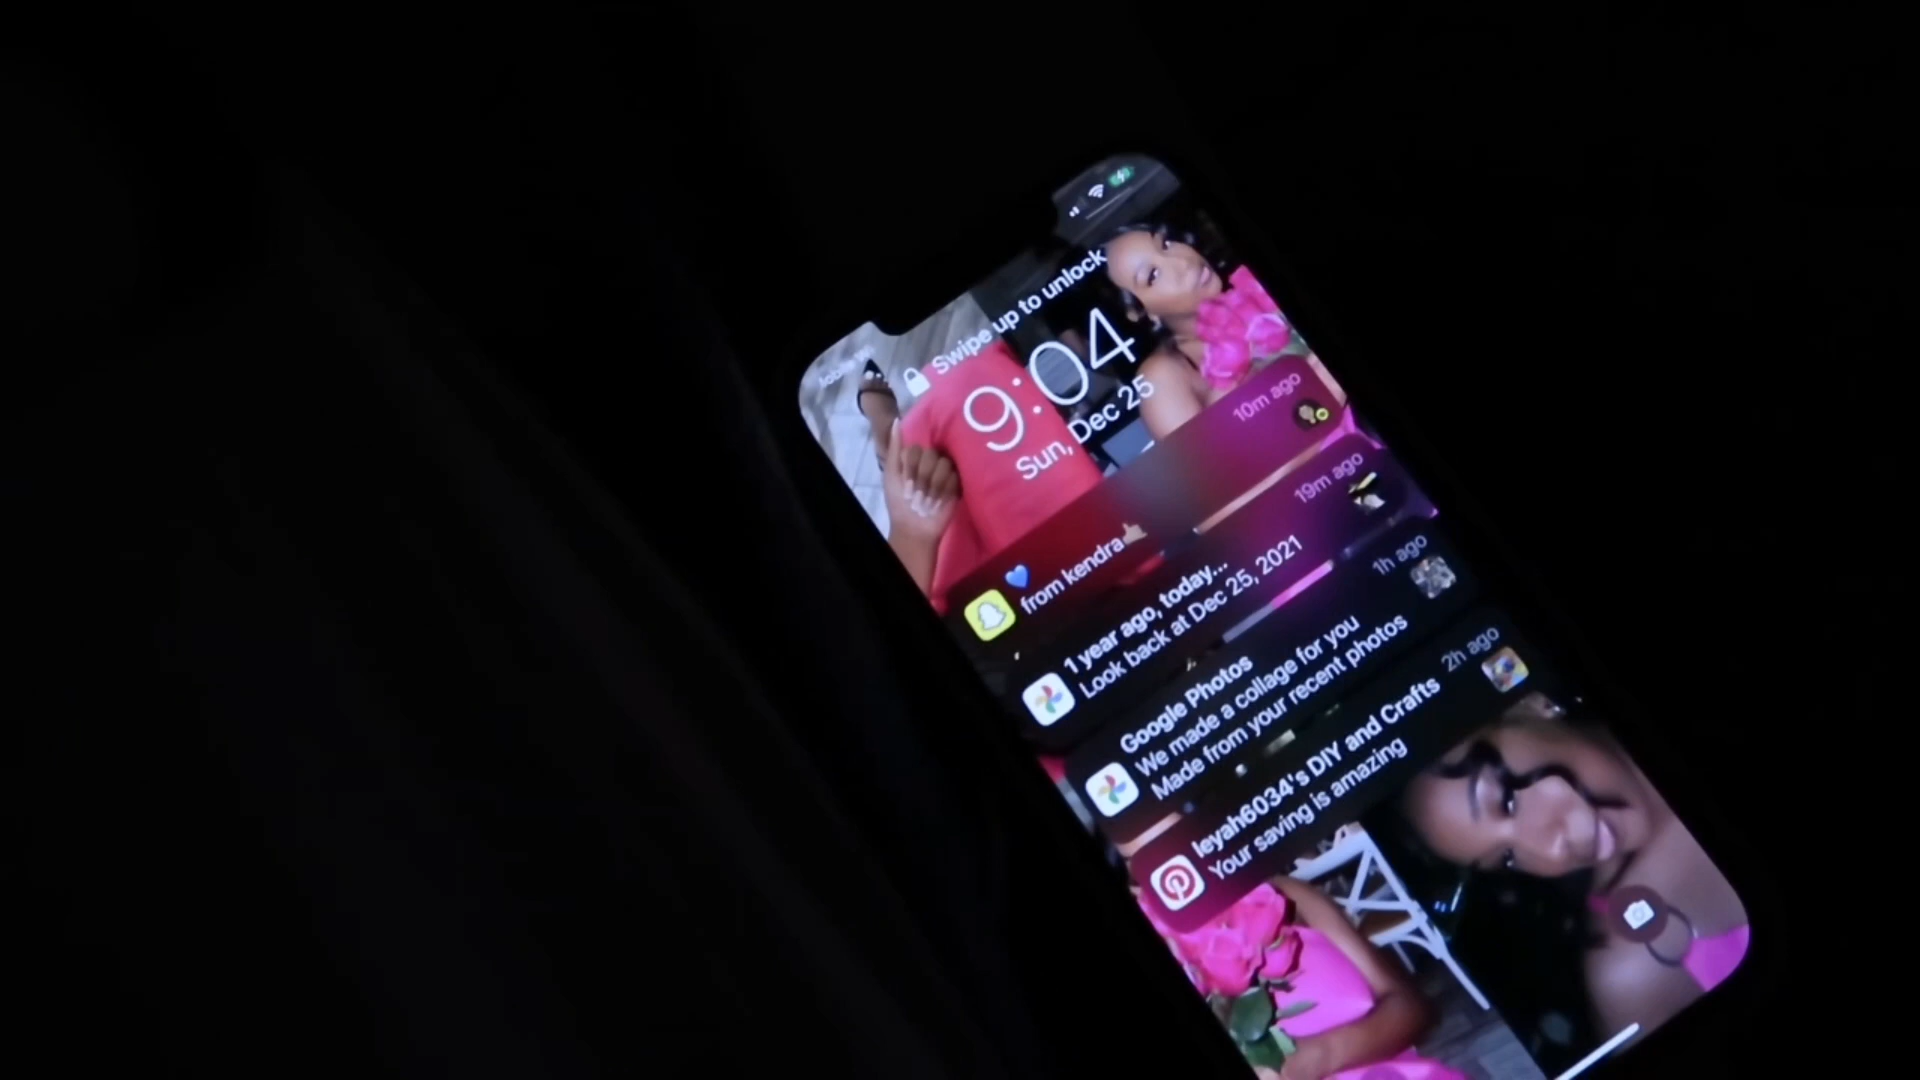 Swipe up to unlock
9:04
Sun, Dec 25
10m ago
💙
from kendra🖕🏽
19m ago
1 year ago, today...
Look back at Dec 25, 2021
1h ago
Google Photos
We made a collage for you
Made from your recent photos
2h ago
leyah6034's DIY and Crafts
Your saving is amazing